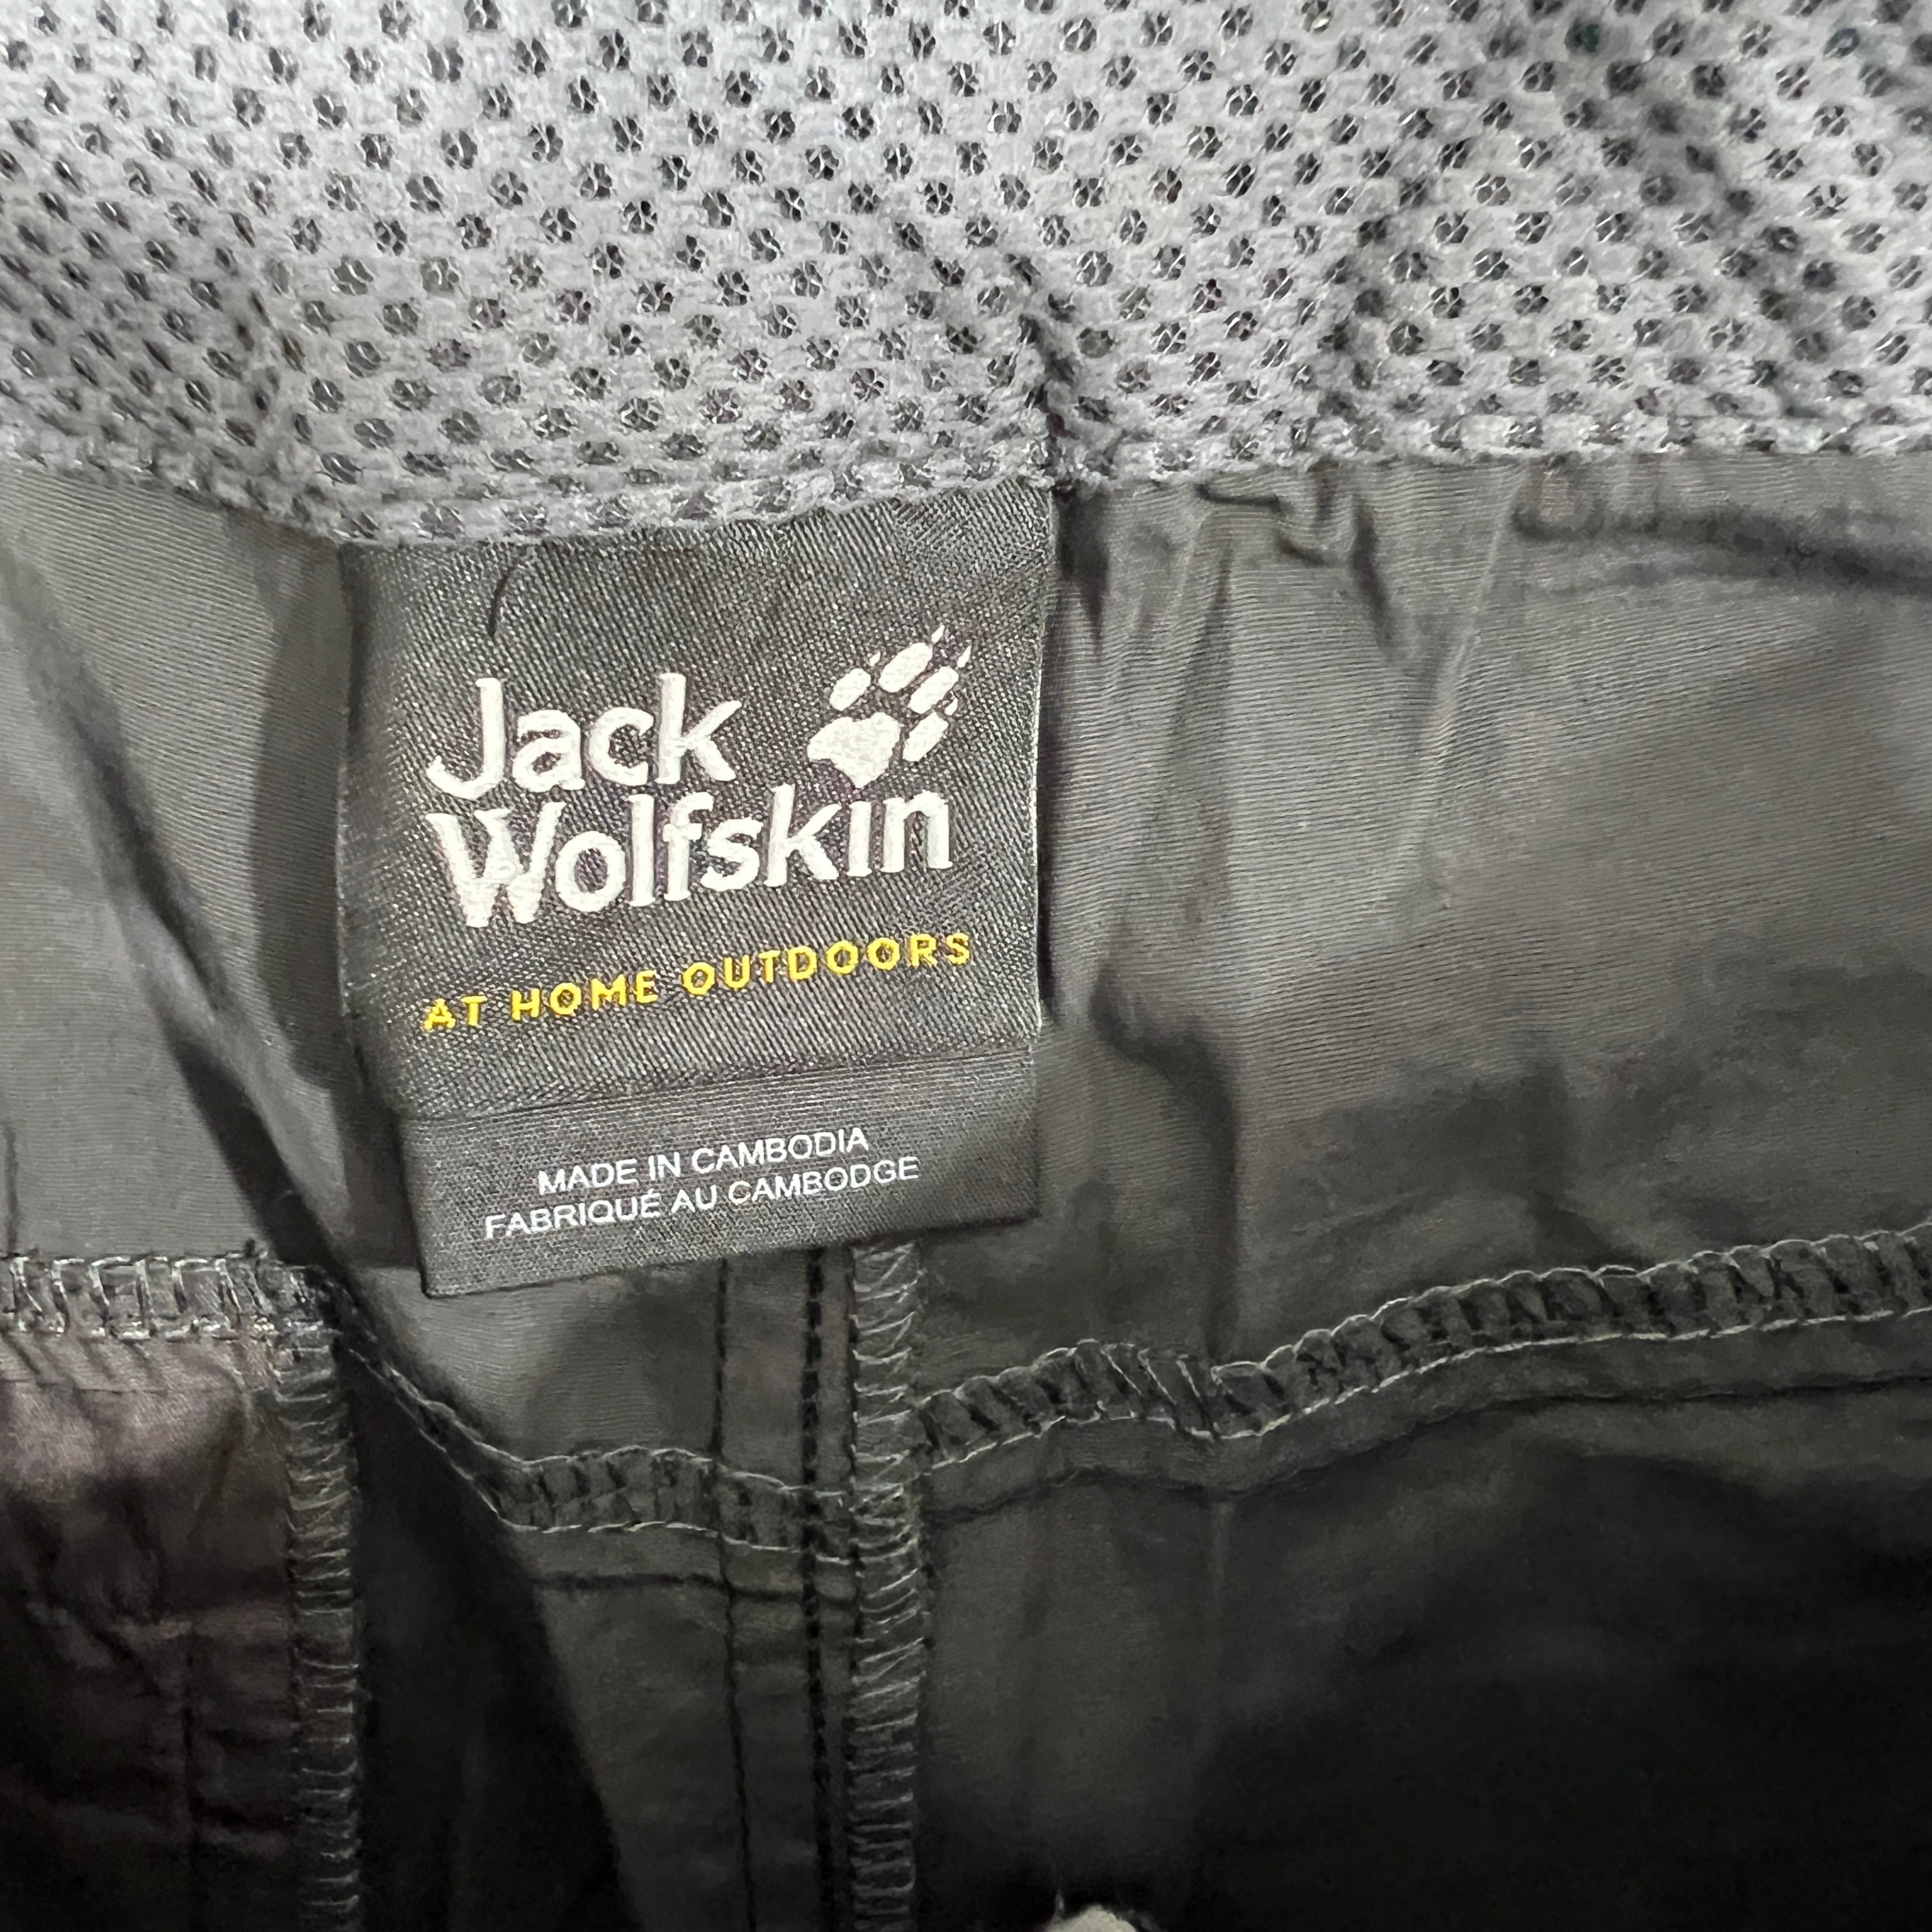 Jack
Wolfskin
AT HOME OUTDOORS
MADE IN CAMBODIA
FABRIQUÉ AU CAMBODGE